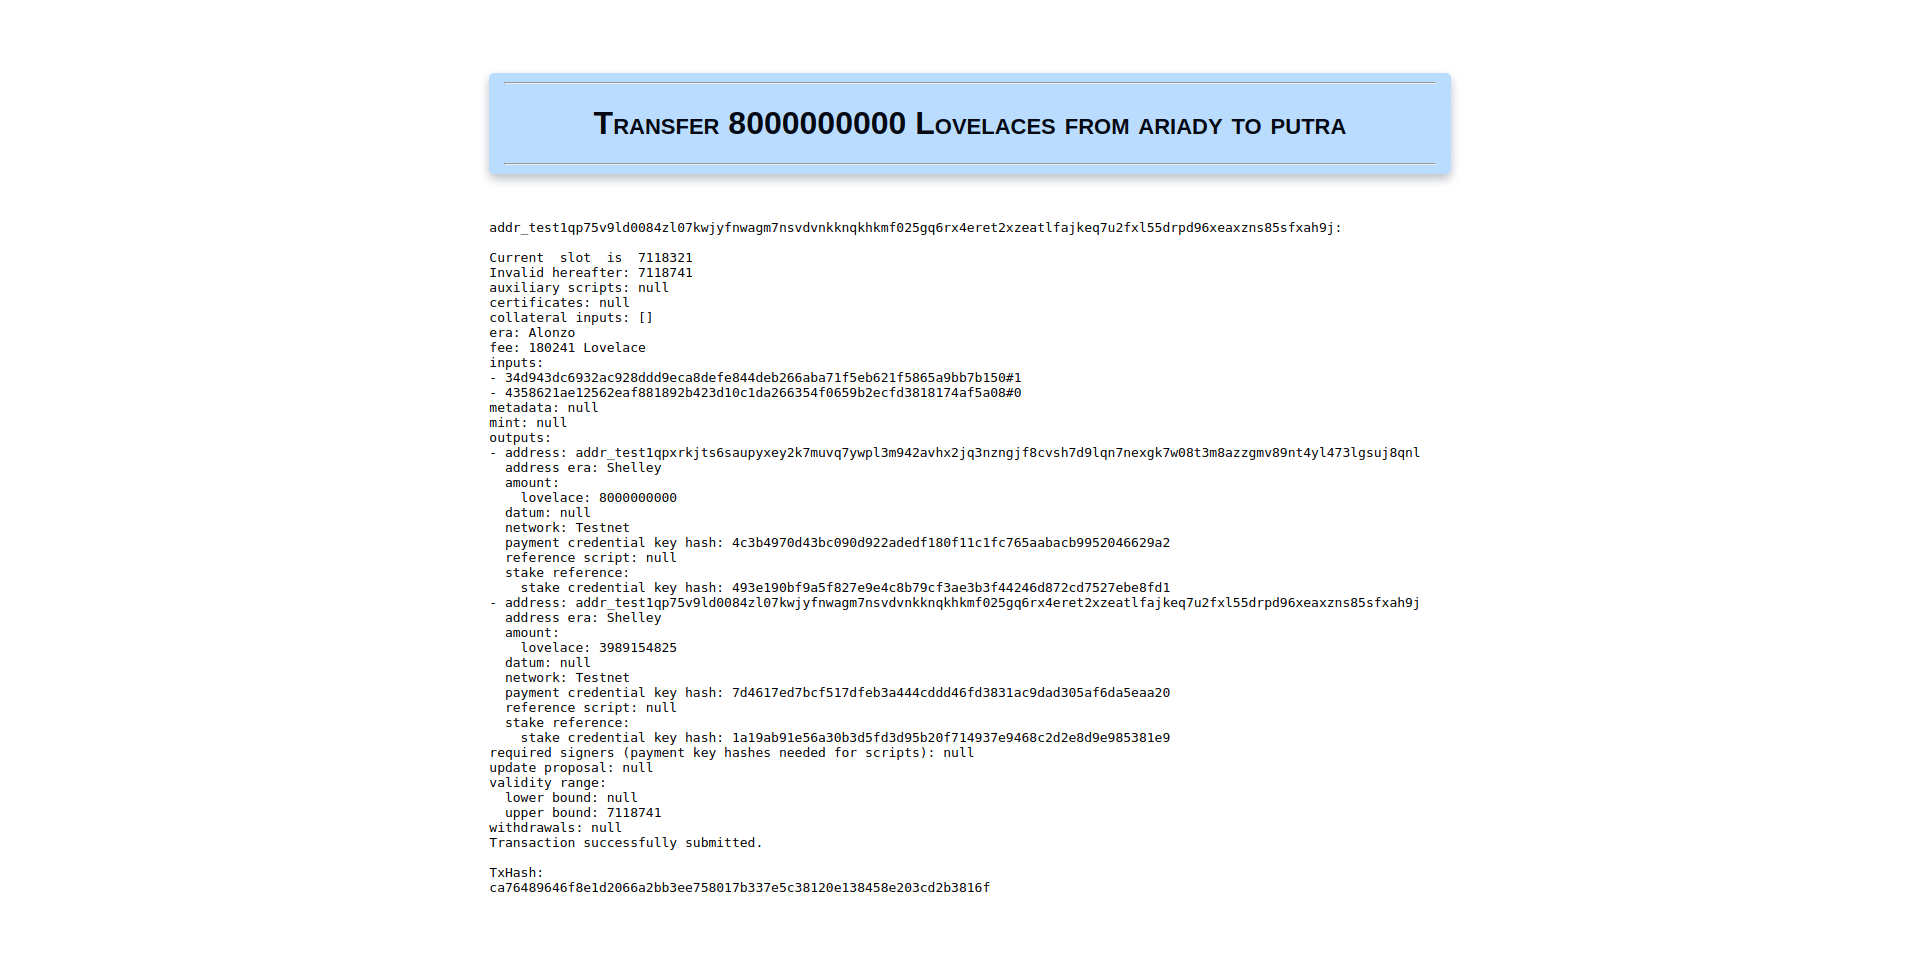 Transfer 8000000000 Lovelaces from ariady to putra
addr_test1qp75v9ld0084zl07kwjyfnwagm7nsvdvnkknqkhkmf025gq6rx4eret2xzeatlfajkeq7u2fxl55drpd96xeaxzns85sfxah9j:
Current  slot  is  7118321
Invalid hereafter: 7118741
auxiliary scripts: null
certificates: null
collateral inputs: []
era: Alonzo
fee: 180241 Lovelace
inputs:
- 34d943dc6932ac928ddd9eca8defe844deb266aba71f5eb621f5865a9bb7b150#1
- 4358621ae12562eaf881892b423d10c1da266354f0659b2ecfd3818174af5a08#0
metadata: null
mint: null
outputs:
- address: addr_test1qpxrkjts6saupyxey2k7muvq7ywpl3m942avhx2jq3nzngjf8cvsh7d9lqn7nexgk7w08t3m8azzgmv89nt4yl473lgsuj8qnl
  address era: Shelley
  amount:
    lovelace: 8000000000
  datum: null
  network: Testnet
  payment credential key hash: 4c3b4970d43bc090d922adedf180f11c1fc765aabacb9952046629a2
  reference script: null
  stake reference:
    stake credential key hash: 493e190bf9a5f827e9e4c8b79cf3ae3b3f44246d872cd7527ebe8fd1
- address: addr_test1qp75v9ld0084zl07kwjyfnwagm7nsvdvnkknqkhkmf025gq6rx4eret2xzeatlfajkeq7u2fxl55drpd96xeaxzns85sfxah9j
  address era: Shelley
  amount:
    lovelace: 3989154825
  datum: null
  network: Testnet
  payment credential key hash: 7d4617ed7bcf517dfeb3a444cddd46fd3831ac9dad305af6da5eaa20
  reference script: null
  stake reference:
    stake credential key hash: 1a19ab91e56a30b3d5fd3d95b20f714937e9468c2d2e8d9e985381e9
required signers (payment key hashes needed for scripts): null
update proposal: null
validity range:
  lower bound: null
  upper bound: 7118741
withdrawals: null
Transaction successfully submitted.
TxHash:
ca76489646f8e1d2066a2bb3ee758017b337e5c38120e138458e203cd2b3816f